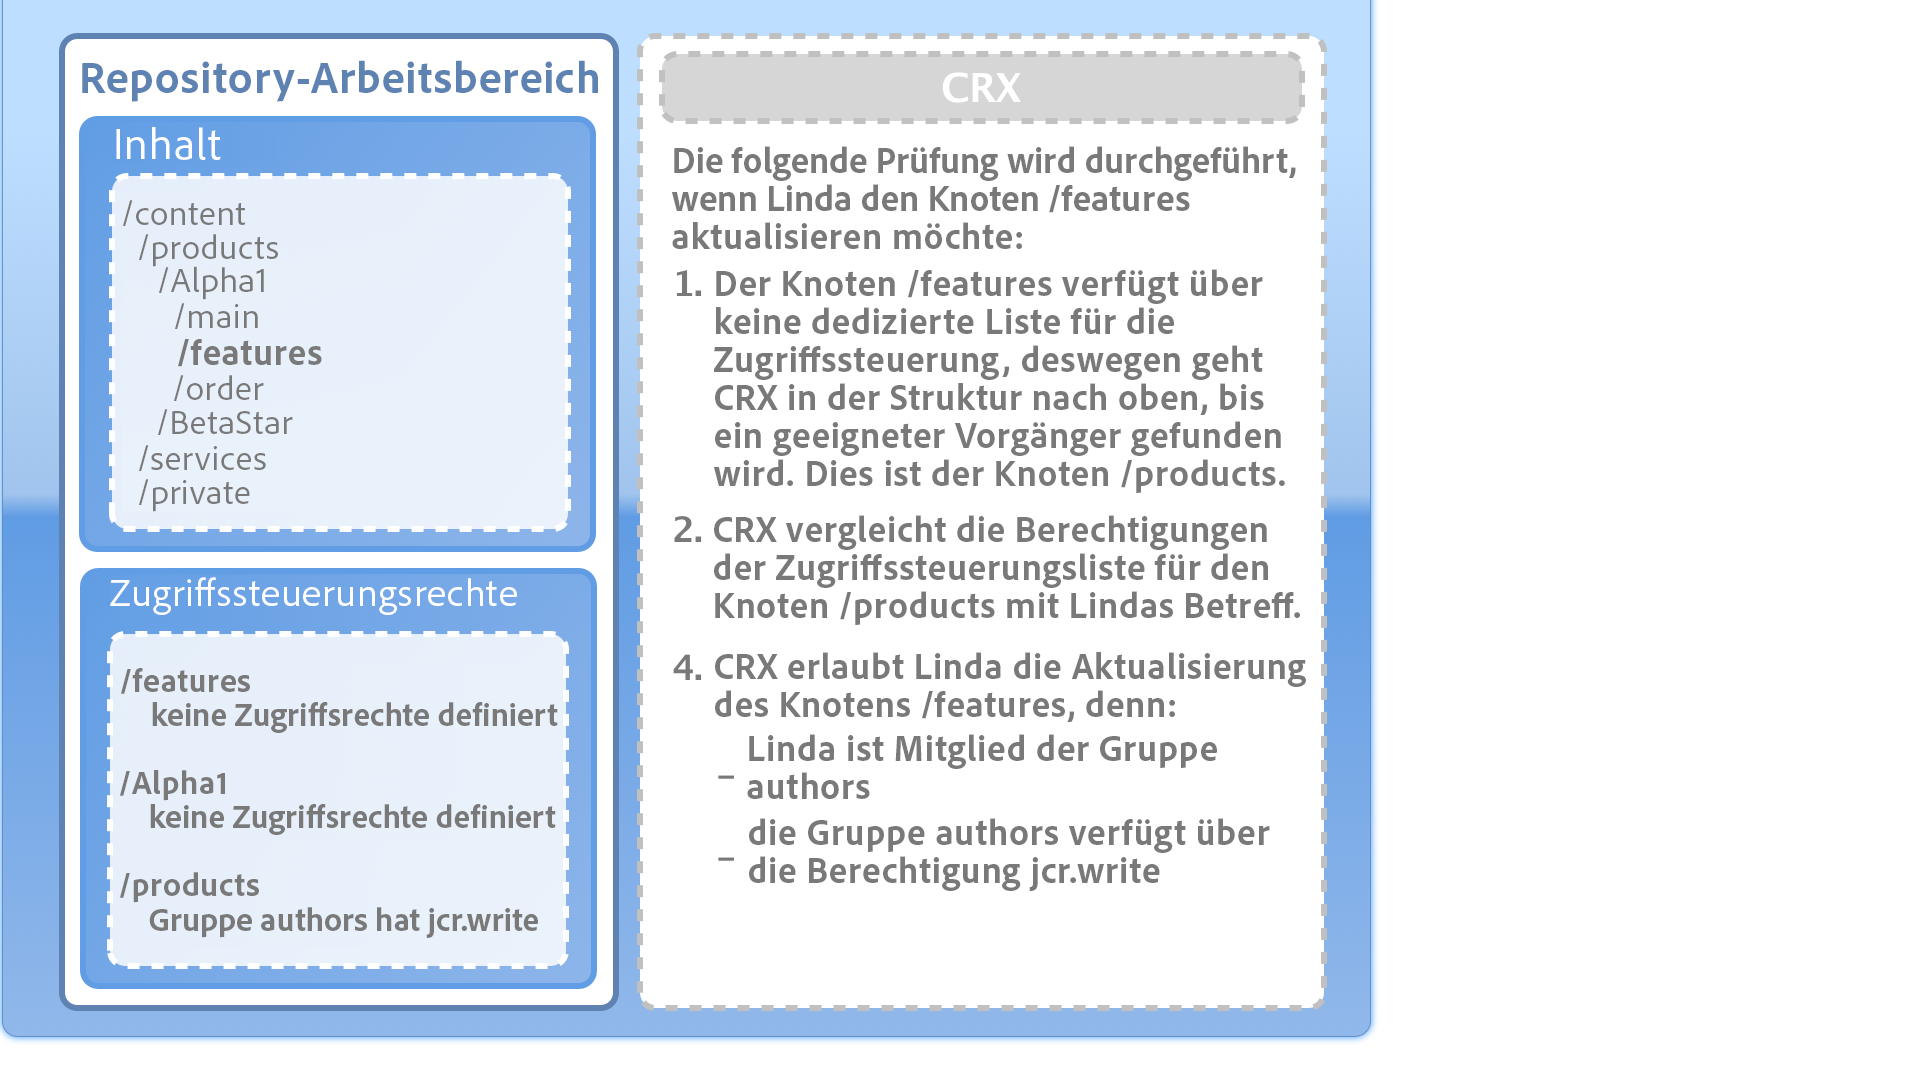 Repository-Arbeitsbereich
Inhalt
/content
/products
/Alpha1
/main
/features
/order
/BetaStar
/services
/private
Zugriffssteuerungsrechte
/features
keine Zugriffsrechte definiert
/Alpha1
keine Zugriffsrechte definiert
/products
Gruppe authors hat jcr.write
CRX
Die folgende Prüfung wird durchgeführt,
wenn Linda den Knoten /features
aktualisieren möchte:
1. Der Knoten /features verfügt über
keine dedizierte Liste für die
Zugriffssteuerung, deswegen geht
CRX in der Struktur nach oben, bis
ein geeigneter Vorgänger gefunden
wird. Dies ist der Knoten /products.
2. CRX vergleicht die Berechtigungen
der Zugriffssteuerungsliste für den
Knoten /products mit Lindas Betreff.
4. CRX erlaubt Linda die Aktualisierung
des Knotens /features, denn:
– Linda ist Mitglied der Gruppe
authors
– die Gruppe authors verfügt über
die Berechtigung jcr.write